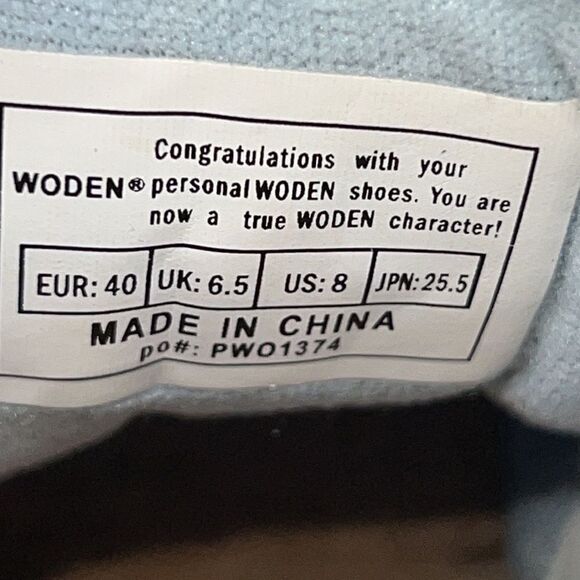 Congratulations with your
WODEN® personal WODEN shoes. You are
now a true WODEN character!
EUR: 40 UK: 6.5 US: 8 JPN: 25.5
MADE IN CHINA
po#: PWO1374